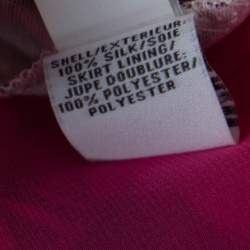 SHELL/EXTERIEUR:
100% SILK/SOIE
SKIRT LINING/
JUPE DOUBLURE:
100% POLYESTER/
POLYESTER